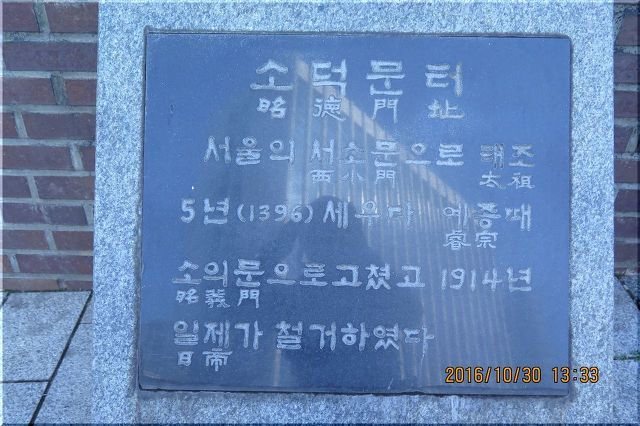 소덕문터
昭德門址
서울의 서소문으로 태조
西小門 太祖
5년(1396) 세우다 예종때
睿宗
소의문으로고쳤고 1914년
昭義門
일제가 철거하였다
日帝
2016/10/30 13:33